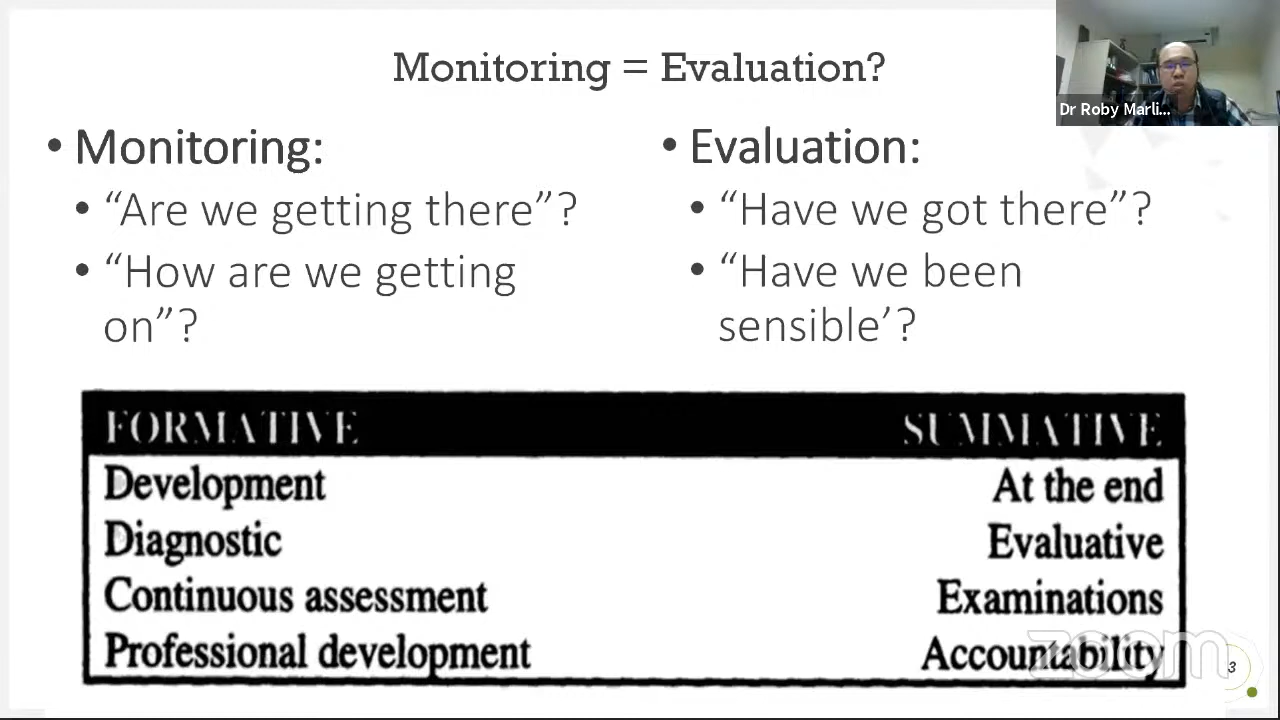 Monitoring = Evaluation?
Dr Roby Marli...
• Monitoring:
• “Are we getting there”?
• “How are we getting
on”?
• Evaluation:
• “Have we got there”?
• “Have we been
sensible’?
FORMATIVE SUMMATIVE
Development At the end
Diagnostic Evaluative
Continuous assessment Examinations
Professional development Accountability
zoom
3